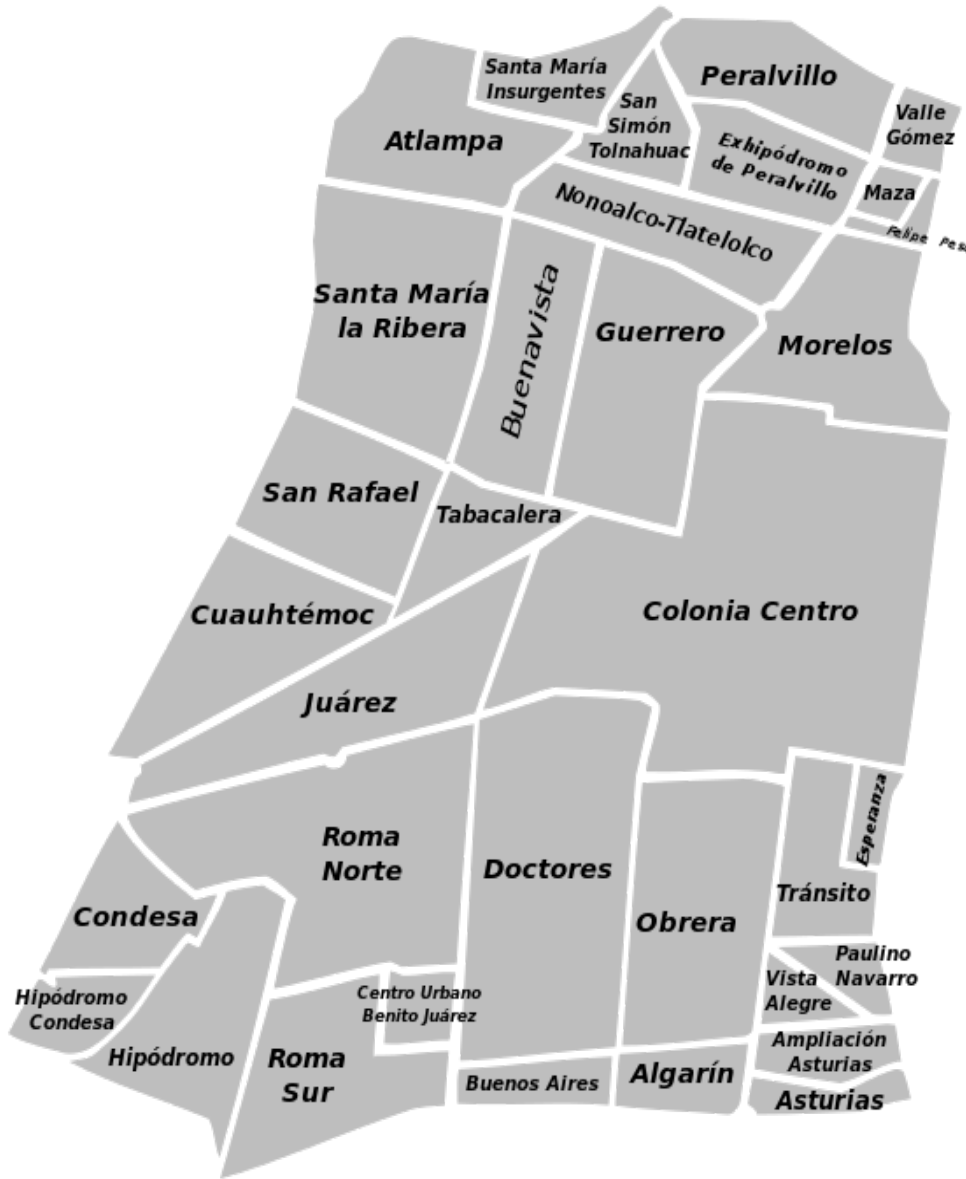 Santa María
Insurgentes
Peralvillo
San
Simón
Tolnahuac
Valle
Gómez
Atlampa
Exhipódromo
de Peralvillo
Maza
Nonoalco-Tlatelolco
Felipe
Santa María
la Ribera
Buenavista
Guerrero
Morelos
San Rafael
Tabacalera
Cuauhtémoc
Colonia Centro
Juárez
Roma
Norte
Doctores
Esperanza
Tránsito
Condesa
Obrera
Paulino
Navarro
Vista
Alegre
Hipódromo
Condesa
Centro Urbano
Benito Juárez
Hipódromo
Roma
Sur
Buenos Aires
Algarín
Ampliación
Asturias
Asturias